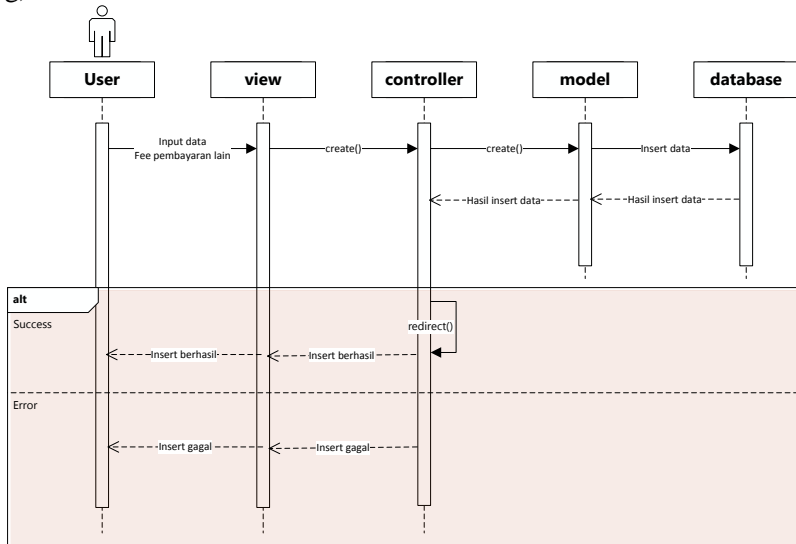 User
view
controller
model
database
Input data
Fee pembayaran lain
create()
create()
Insert data
Hasil insert data
Hasil insert data
alt
Success
redirect()
Insert berhasil
Insert berhasil
Error
Insert gagal
Insert gagal